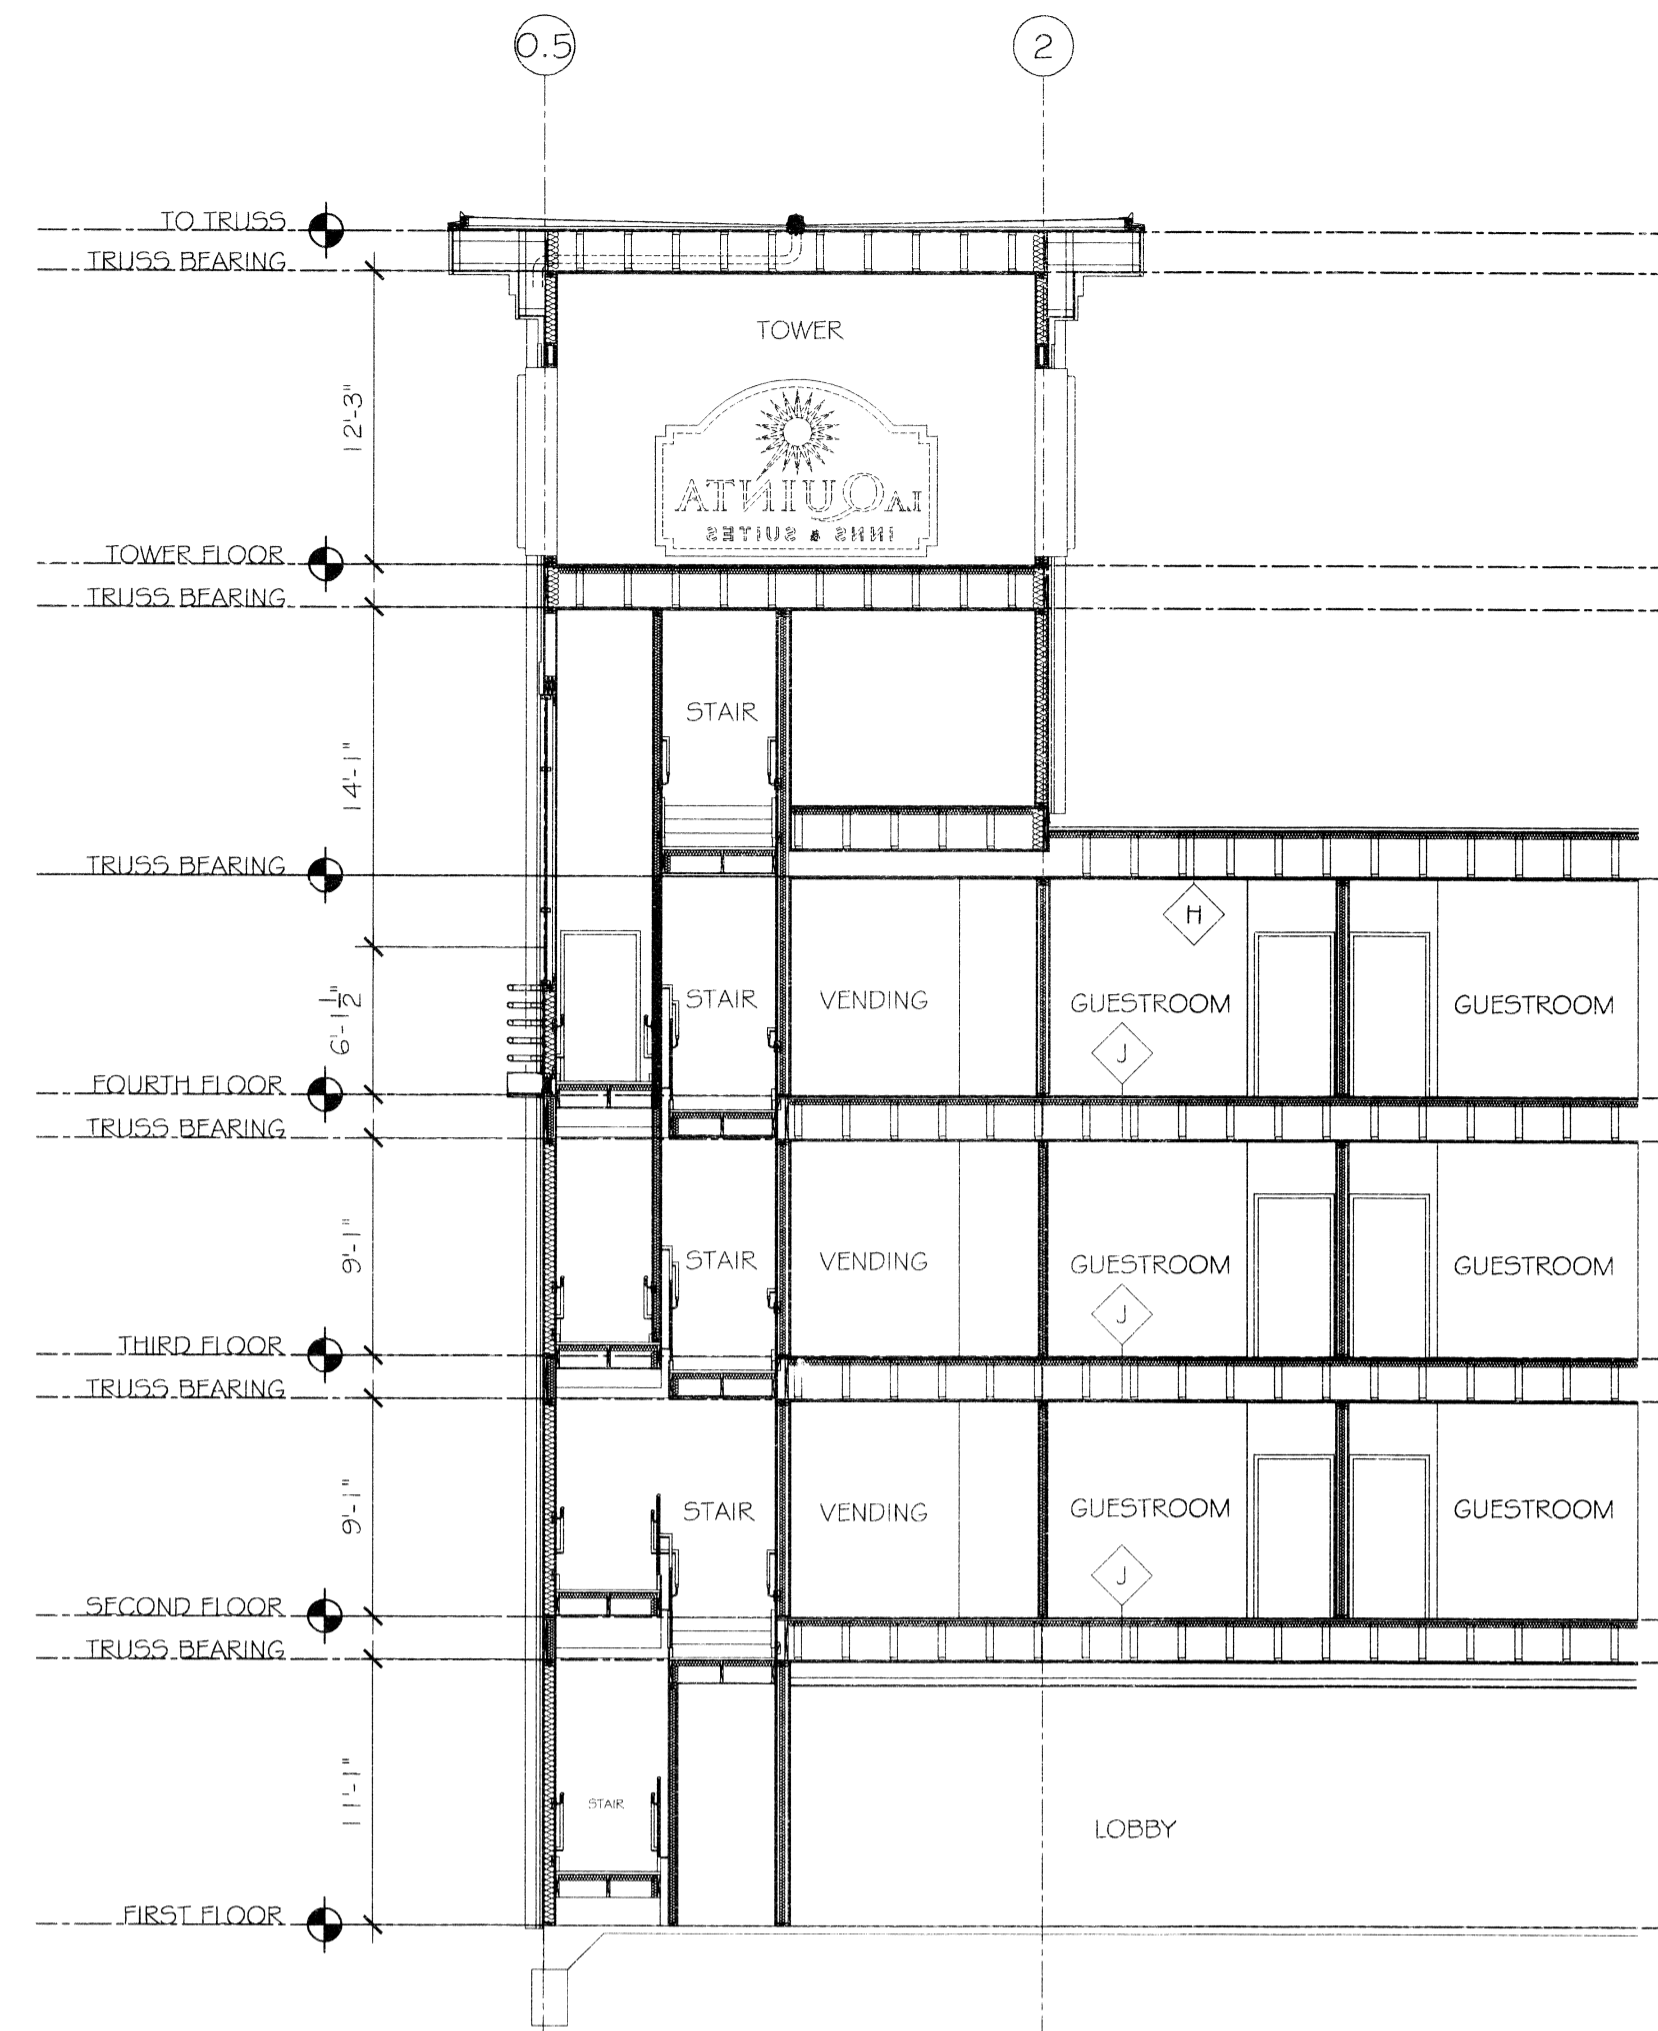 0.5
2
TO TRUSS
TRUSS BEARING
TOWER
12'-3"
LA QUINTA
INNS & SUITES
TOWER FLOOR
TRUSS BEARING
STAIR
14'-1"
TRUSS BEARING
H
STAIR
VENDING
GUESTROOM
GUESTROOM
6'-1 1/2"
J
FOURTH FLOOR
TRUSS BEARING
9'-1"
STAIR
VENDING
GUESTROOM
GUESTROOM
J
THIRD FLOOR
TRUSS BEARING
9'-1"
STAIR
VENDING
GUESTROOM
GUESTROOM
J
SECOND FLOOR
TRUSS BEARING
11'-1"
STAIR
LOBBY
FIRST FLOOR